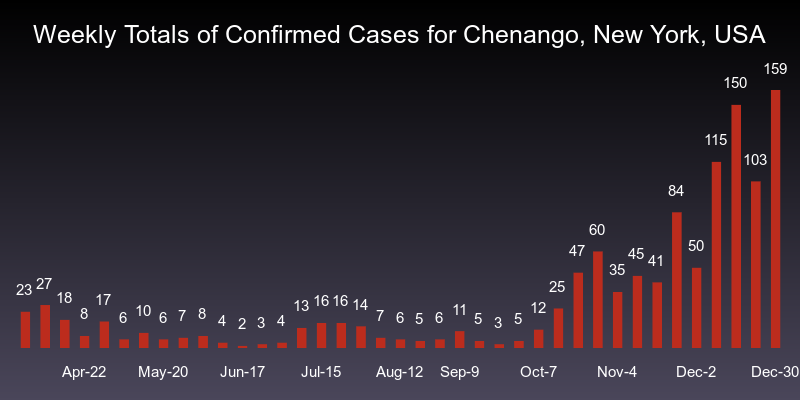 Weekly Totals of Confirmed Cases for Chenango, New York, USA
23 27 18 8 17 6 10 6 7 8 4 2 3 4 13 16 16 14 7 6 5 6 11 5 3 5 12 25 47 60 35 45 41 84 50 115 150 103 159
Apr-22 May-20 Jun-17 Jul-15 Aug-12 Sep-9 Oct-7 Nov-4 Dec-2 Dec-30